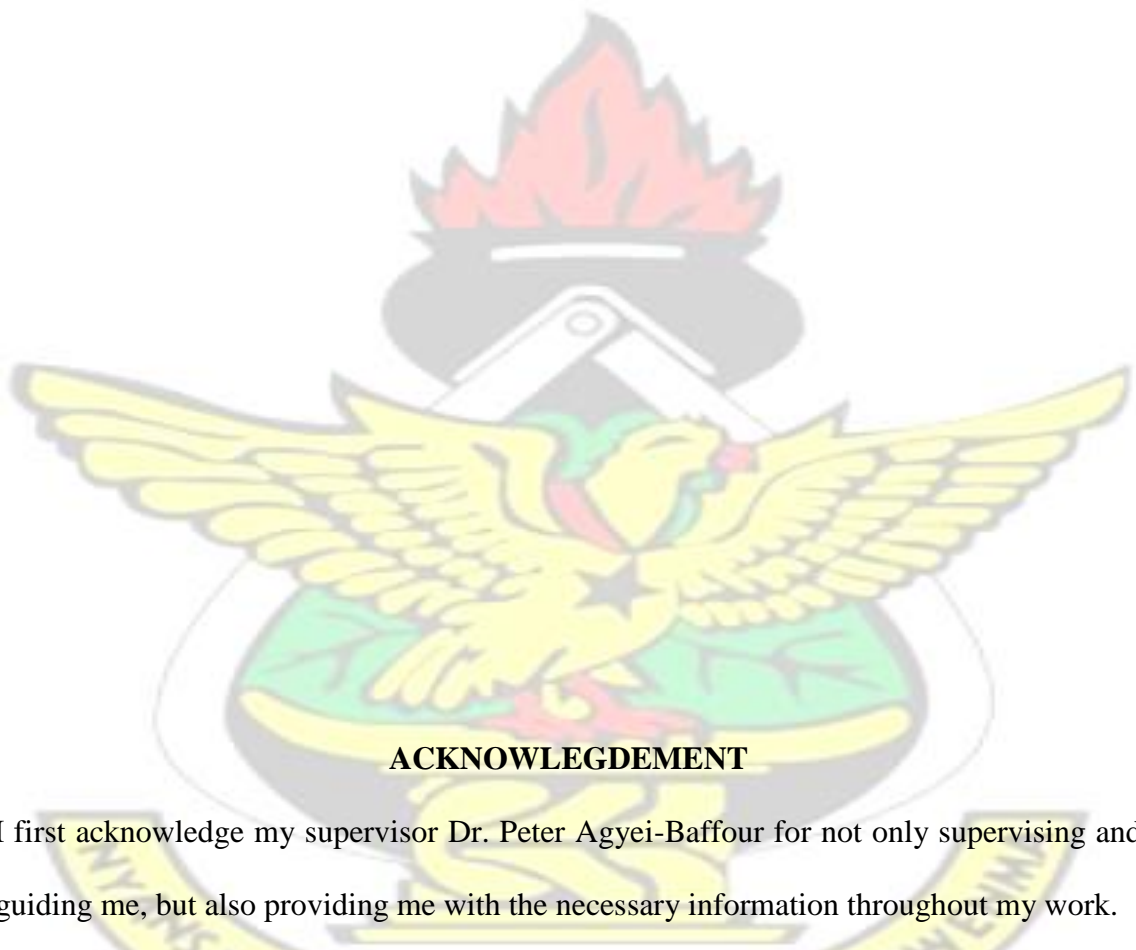 ACKNOWLEGDEMENT
I first acknowledge my supervisor Dr. Peter Agyei-Baffour for not only supervising and
guiding me, but also providing me with the necessary information throughout my work.